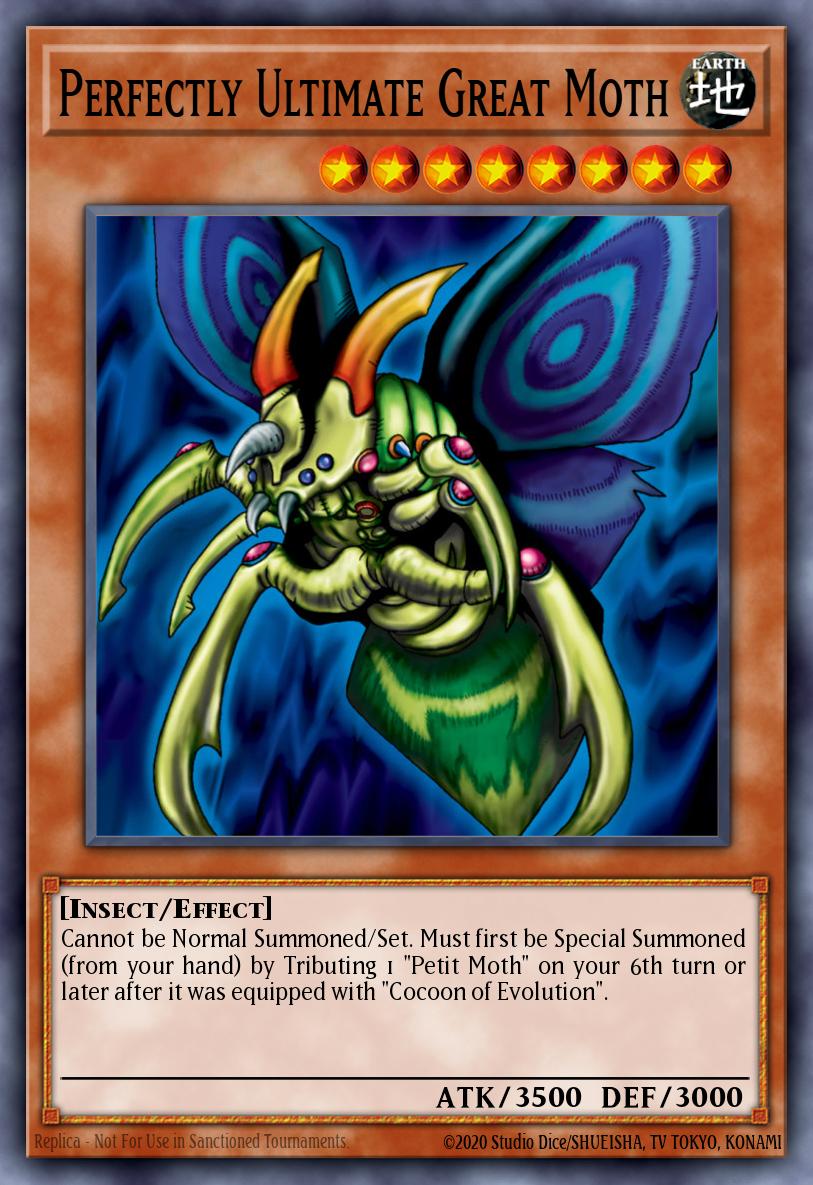 Perfectly Ultimate Great Moth
EARTH
地
[Insect/Effect]
Cannot be Normal Summoned/Set. Must first be Special Summoned
(from your hand) by Tributing 1 "Petit Moth" on your 6th turn or
later after it was equipped with "Cocoon of Evolution".
ATK/3500 DEF/3000
Replica - Not For Use in Sanctioned Tournaments.
©2020 Studio Dice/SHUEISHA, TV TOKYO, KONAMI